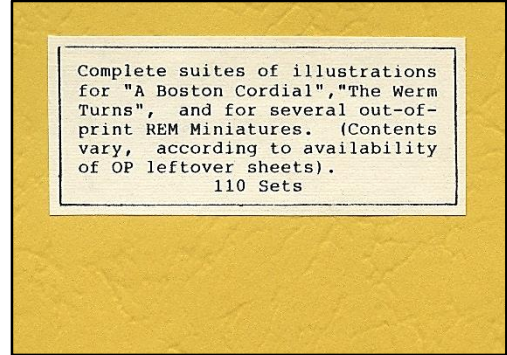 Complete suites of illustrations
for "A Boston Cordial","The Werm
Turns", and for several out-of-
print REM Miniatures. (Contents
vary, according to availability
of OP leftover sheets).
110 Sets